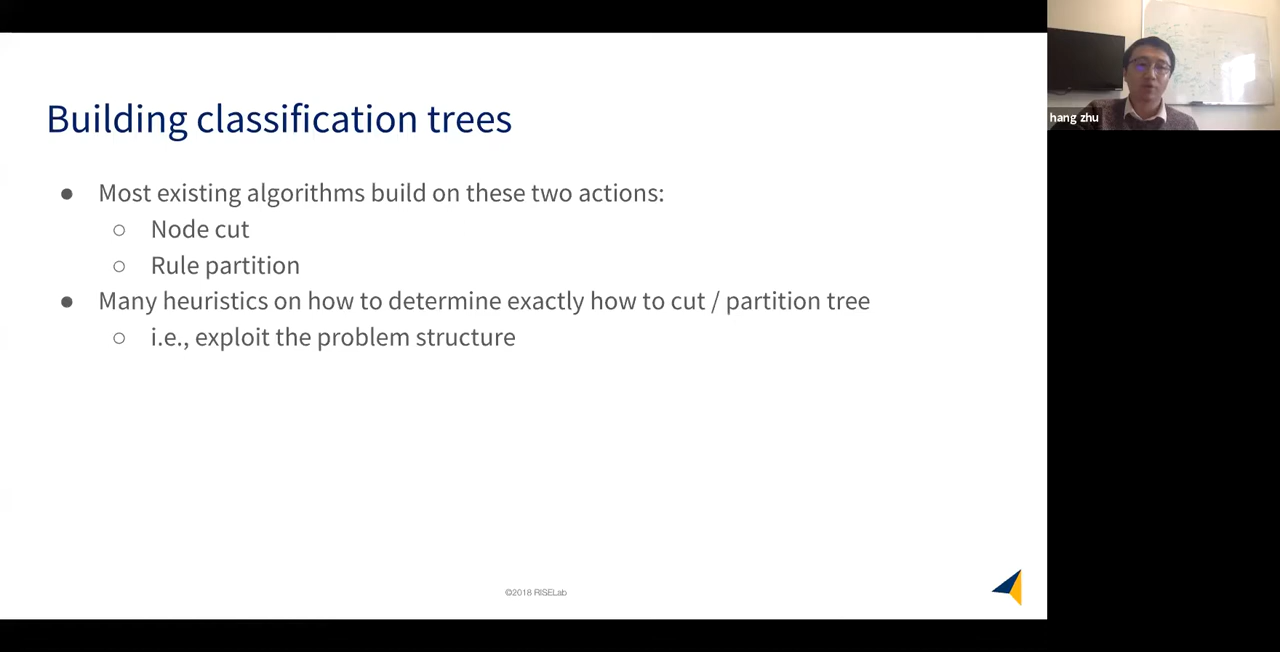 Building classification trees
● Most existing algorithms build on these two actions:
○ Node cut
○ Rule partition
● Many heuristics on how to determine exactly how to cut / partition tree
○ i.e., exploit the problem structure
©2018 RISELab
hang zhu